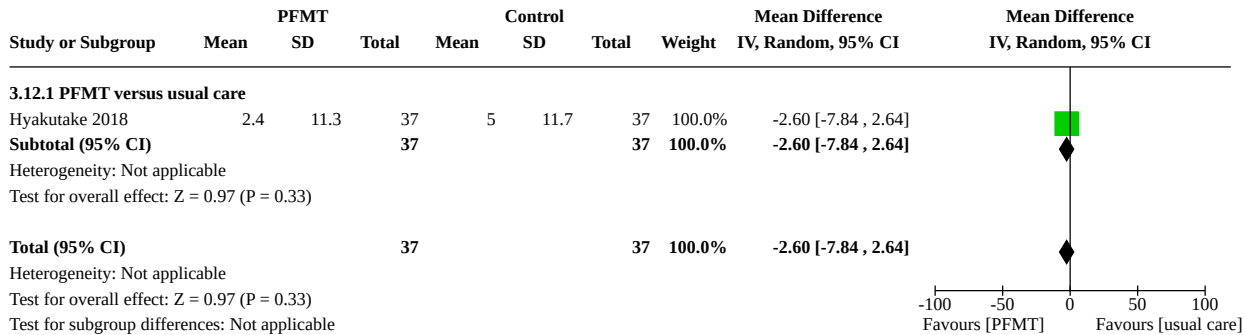 PFMT Control Mean Difference Mean Difference
Study or Subgroup Mean SD Total Mean SD Total Weight IV, Random, 95% CI IV, Random, 95% CI
3.12.1 PFMT versus usual care
Hyakutake 2018 2.4 11.3 37 5 11.7 37 100.0% -2.60 [-7.84 , 2.64]
Subtotal (95% CI) 37 37 100.0% -2.60 [-7.84 , 2.64]
Heterogeneity: Not applicable
Test for overall effect: Z = 0.97 (P = 0.33)
Total (95% CI) 37 37 100.0% -2.60 [-7.84 , 2.64]
Heterogeneity: Not applicable
Test for overall effect: Z = 0.97 (P = 0.33)
-100 -50 0 50 100
Test for subgroup differences: Not applicable Favours [PFMT] Favours [usual care]